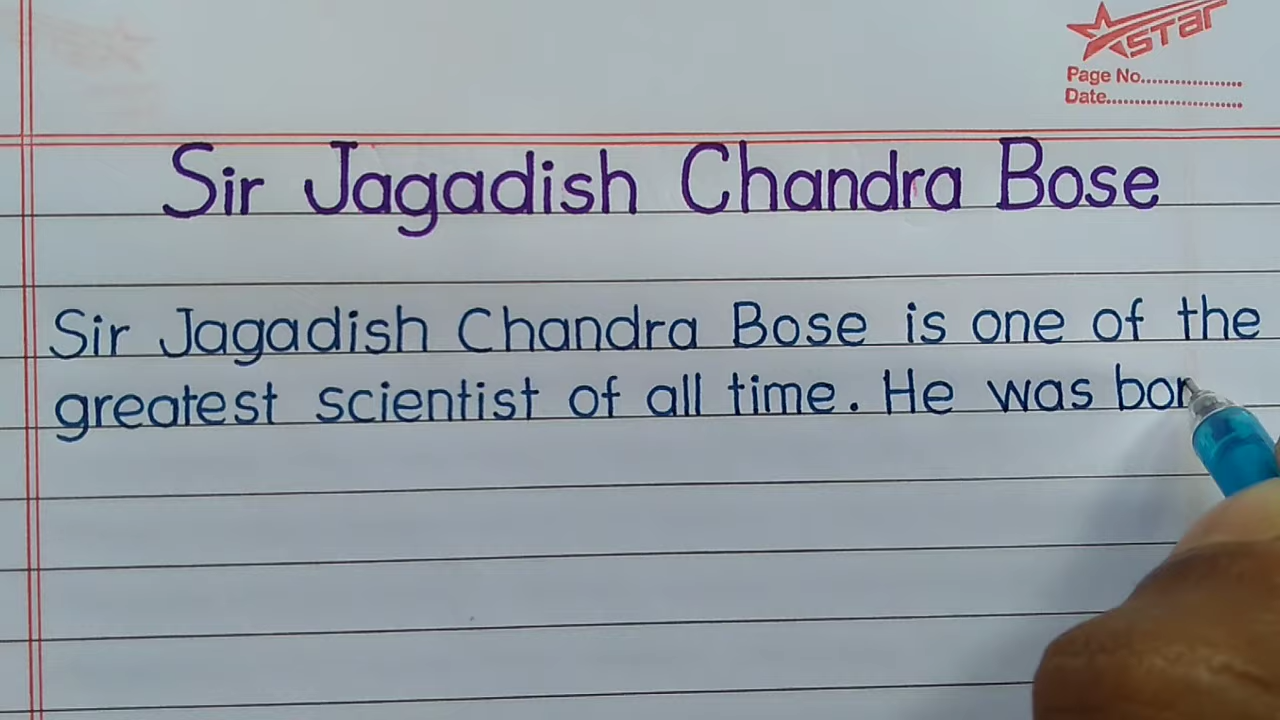 Star
Page No..................
Date........................
Sir Jagadish Chandra Bose
Sir Jagadish Chandra Bose is one of the
greatest scientist of all time. He was born